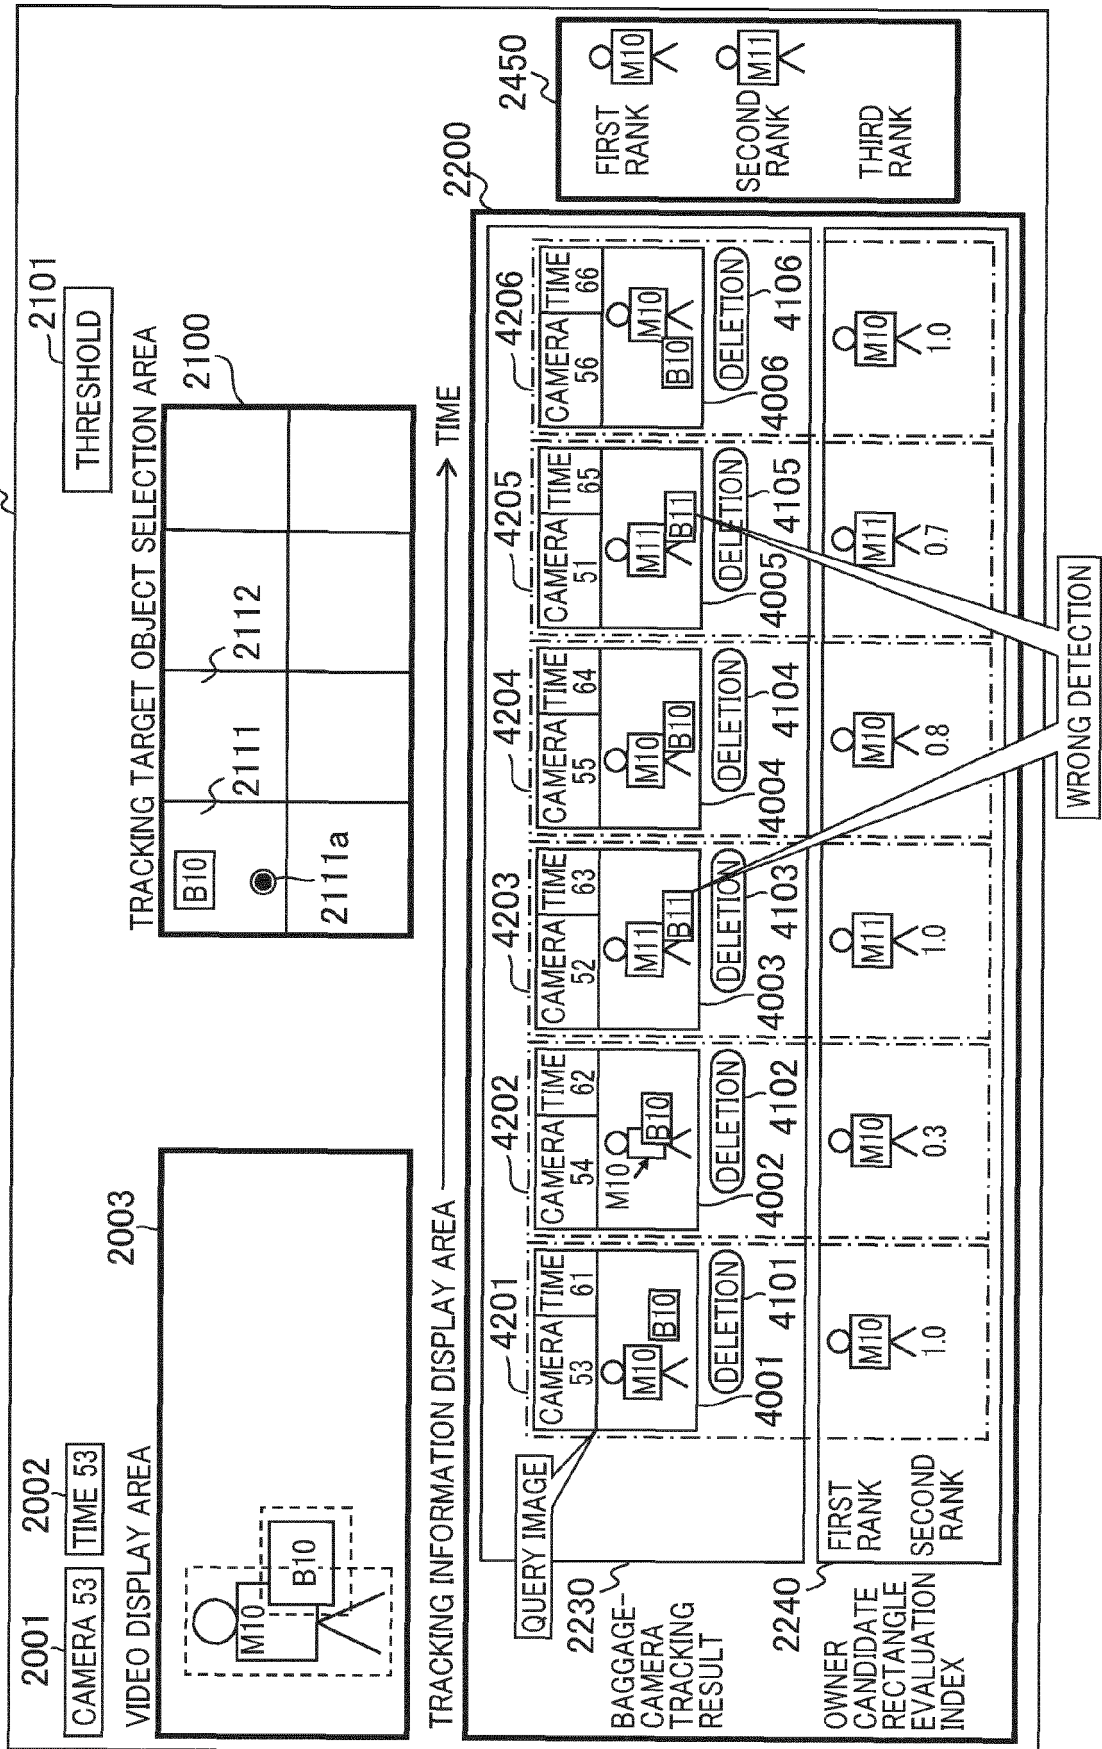 2001
CAMERA 53
2002
TIME 53
VIDEO DISPLAY AREA
2003
M10
B10
2101
THRESHOLD
TRACKING TARGET OBJECT SELECTION AREA
2100
B10
2111a
2111
2112
TRACKING INFORMATION DISPLAY AREA
TIME
2200
QUERY IMAGE
2230
BAGGAGE-
CAMERA
TRACKING
RESULT
4201
CAMERA
53
TIME
61
M10
B10
DELETION
4001
4101
4202
CAMERA
54
TIME
62
M10
B10
DELETION
4002
4102
4203
CAMERA
52
TIME
63
M11
B11
DELETION
4003
4103
4204
CAMERA
55
TIME
64
M10
B10
DELETION
4004
4104
4205
CAMERA
51
TIME
65
M11
B11
DELETION
4005
4105
4206
CAMERA
56
TIME
66
M10
B10
DELETION
4006
4106
2240
OWNER
CANDIDATE
RECTANGLE
EVALUATION
INDEX
FIRST
RANK
M10
1.0
M10
0.3
M11
1.0
M10
0.8
M11
0.7
M10
1.0
SECOND
RANK
WRONG DETECTION
2450
FIRST
RANK
M10
SECOND
RANK
M11
THIRD
RANK